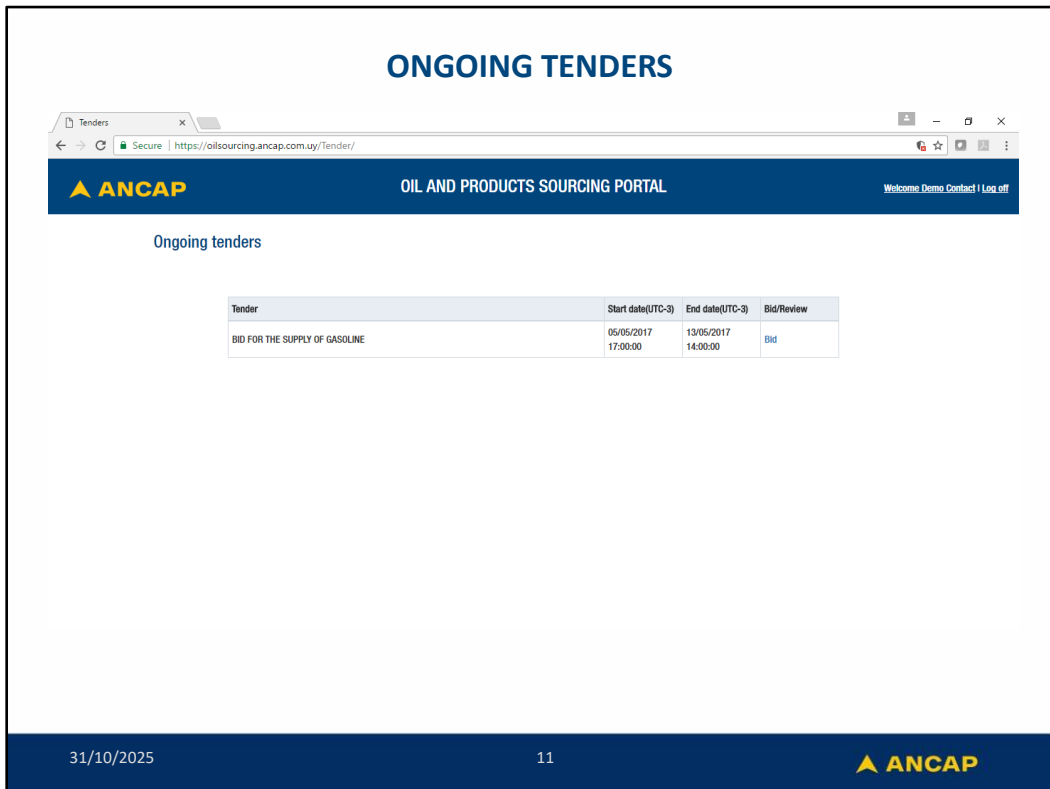 ONGOING TENDERS
Tenders
Secure | https://oilsourcing.ancap.com.uy/Tender/
ANCAP
OIL AND PRODUCTS SOURCING PORTAL
Welcome Demo Contact | Log off
Ongoing tenders
Tender Start date(UTC-3) End date(UTC-3) Bid/Review
BID FOR THE SUPPLY OF GASOLINE 05/05/2017 13/05/2017 Bid
17:00:00 14:00:00
31/10/2025 11 ANCAP